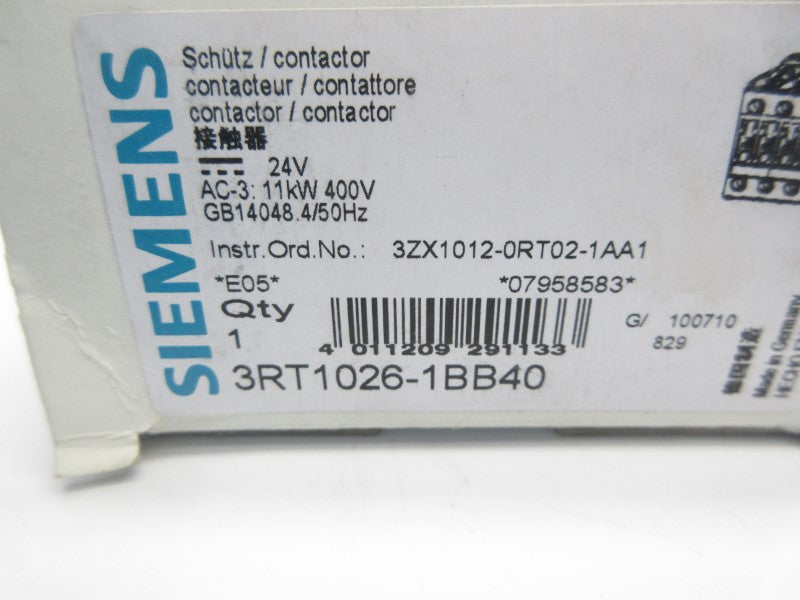 SIEMENS
Schütz / contactor
contacteur / contattore
contactor / contactor
接触器
24V
AC-3: 11kW 400V
GB14048.4/50Hz
Instr.Ord.No.: 3ZX1012-0RT02-1AA1
*E05* *07958583*
Qty
1
4 011209 291133
G/ 100710
829
3RT1026-1BB40
德国制造
Made in Germany